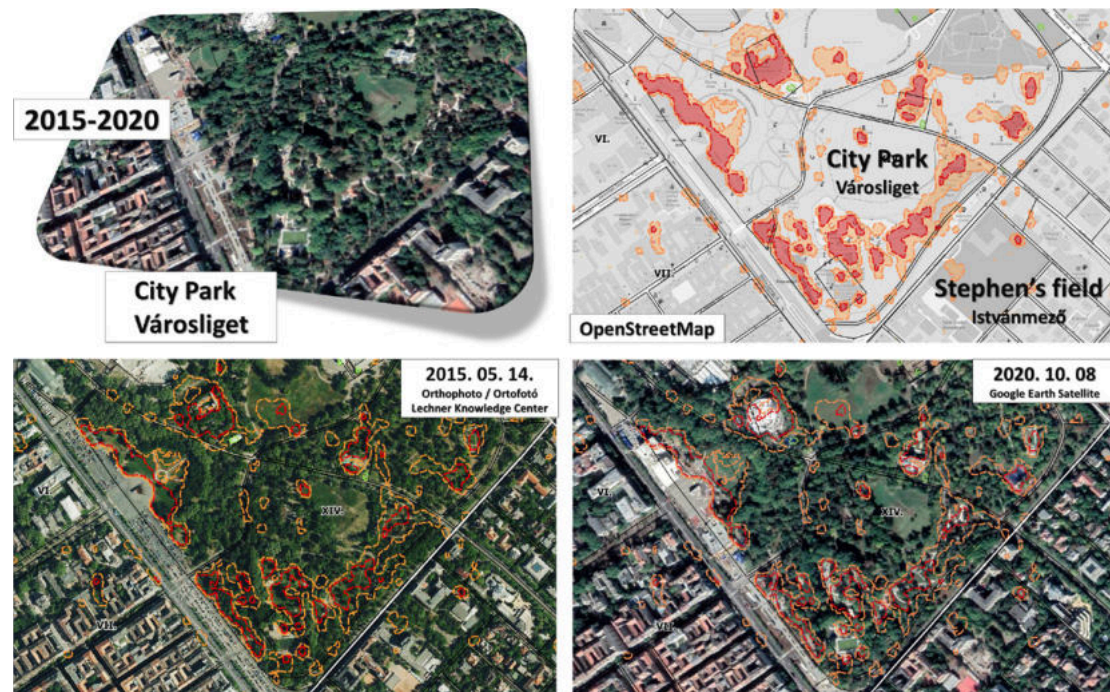 2015-2020
City Park
Városliget
VI.
City Park
Városliget
VII.
Stephen's field
Istvánmező
OpenStreetMap
2015. 05. 14.
Orthophoto / Ortofotó
Lechner Knowledge Center
VI.
XIV.
VII.
2020. 10. 08
Google Earth Satellite
VI.
XIV.
VII.